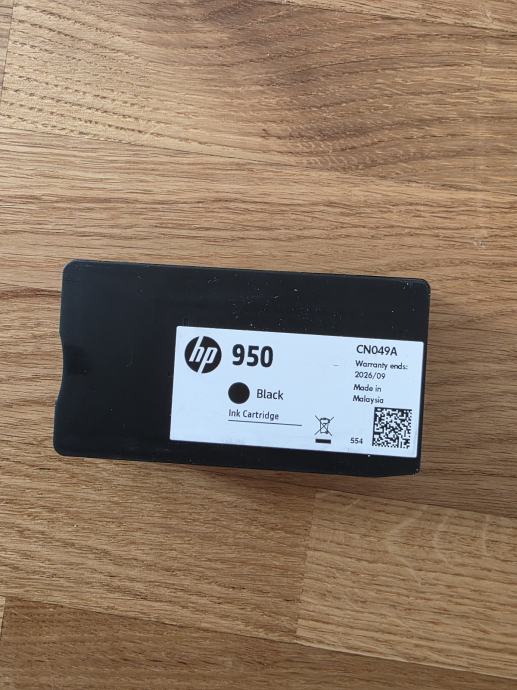 hp 950
Black
Ink Cartridge
CN049A
Warranty ends:
2026/09
Made in
Malaysia
554